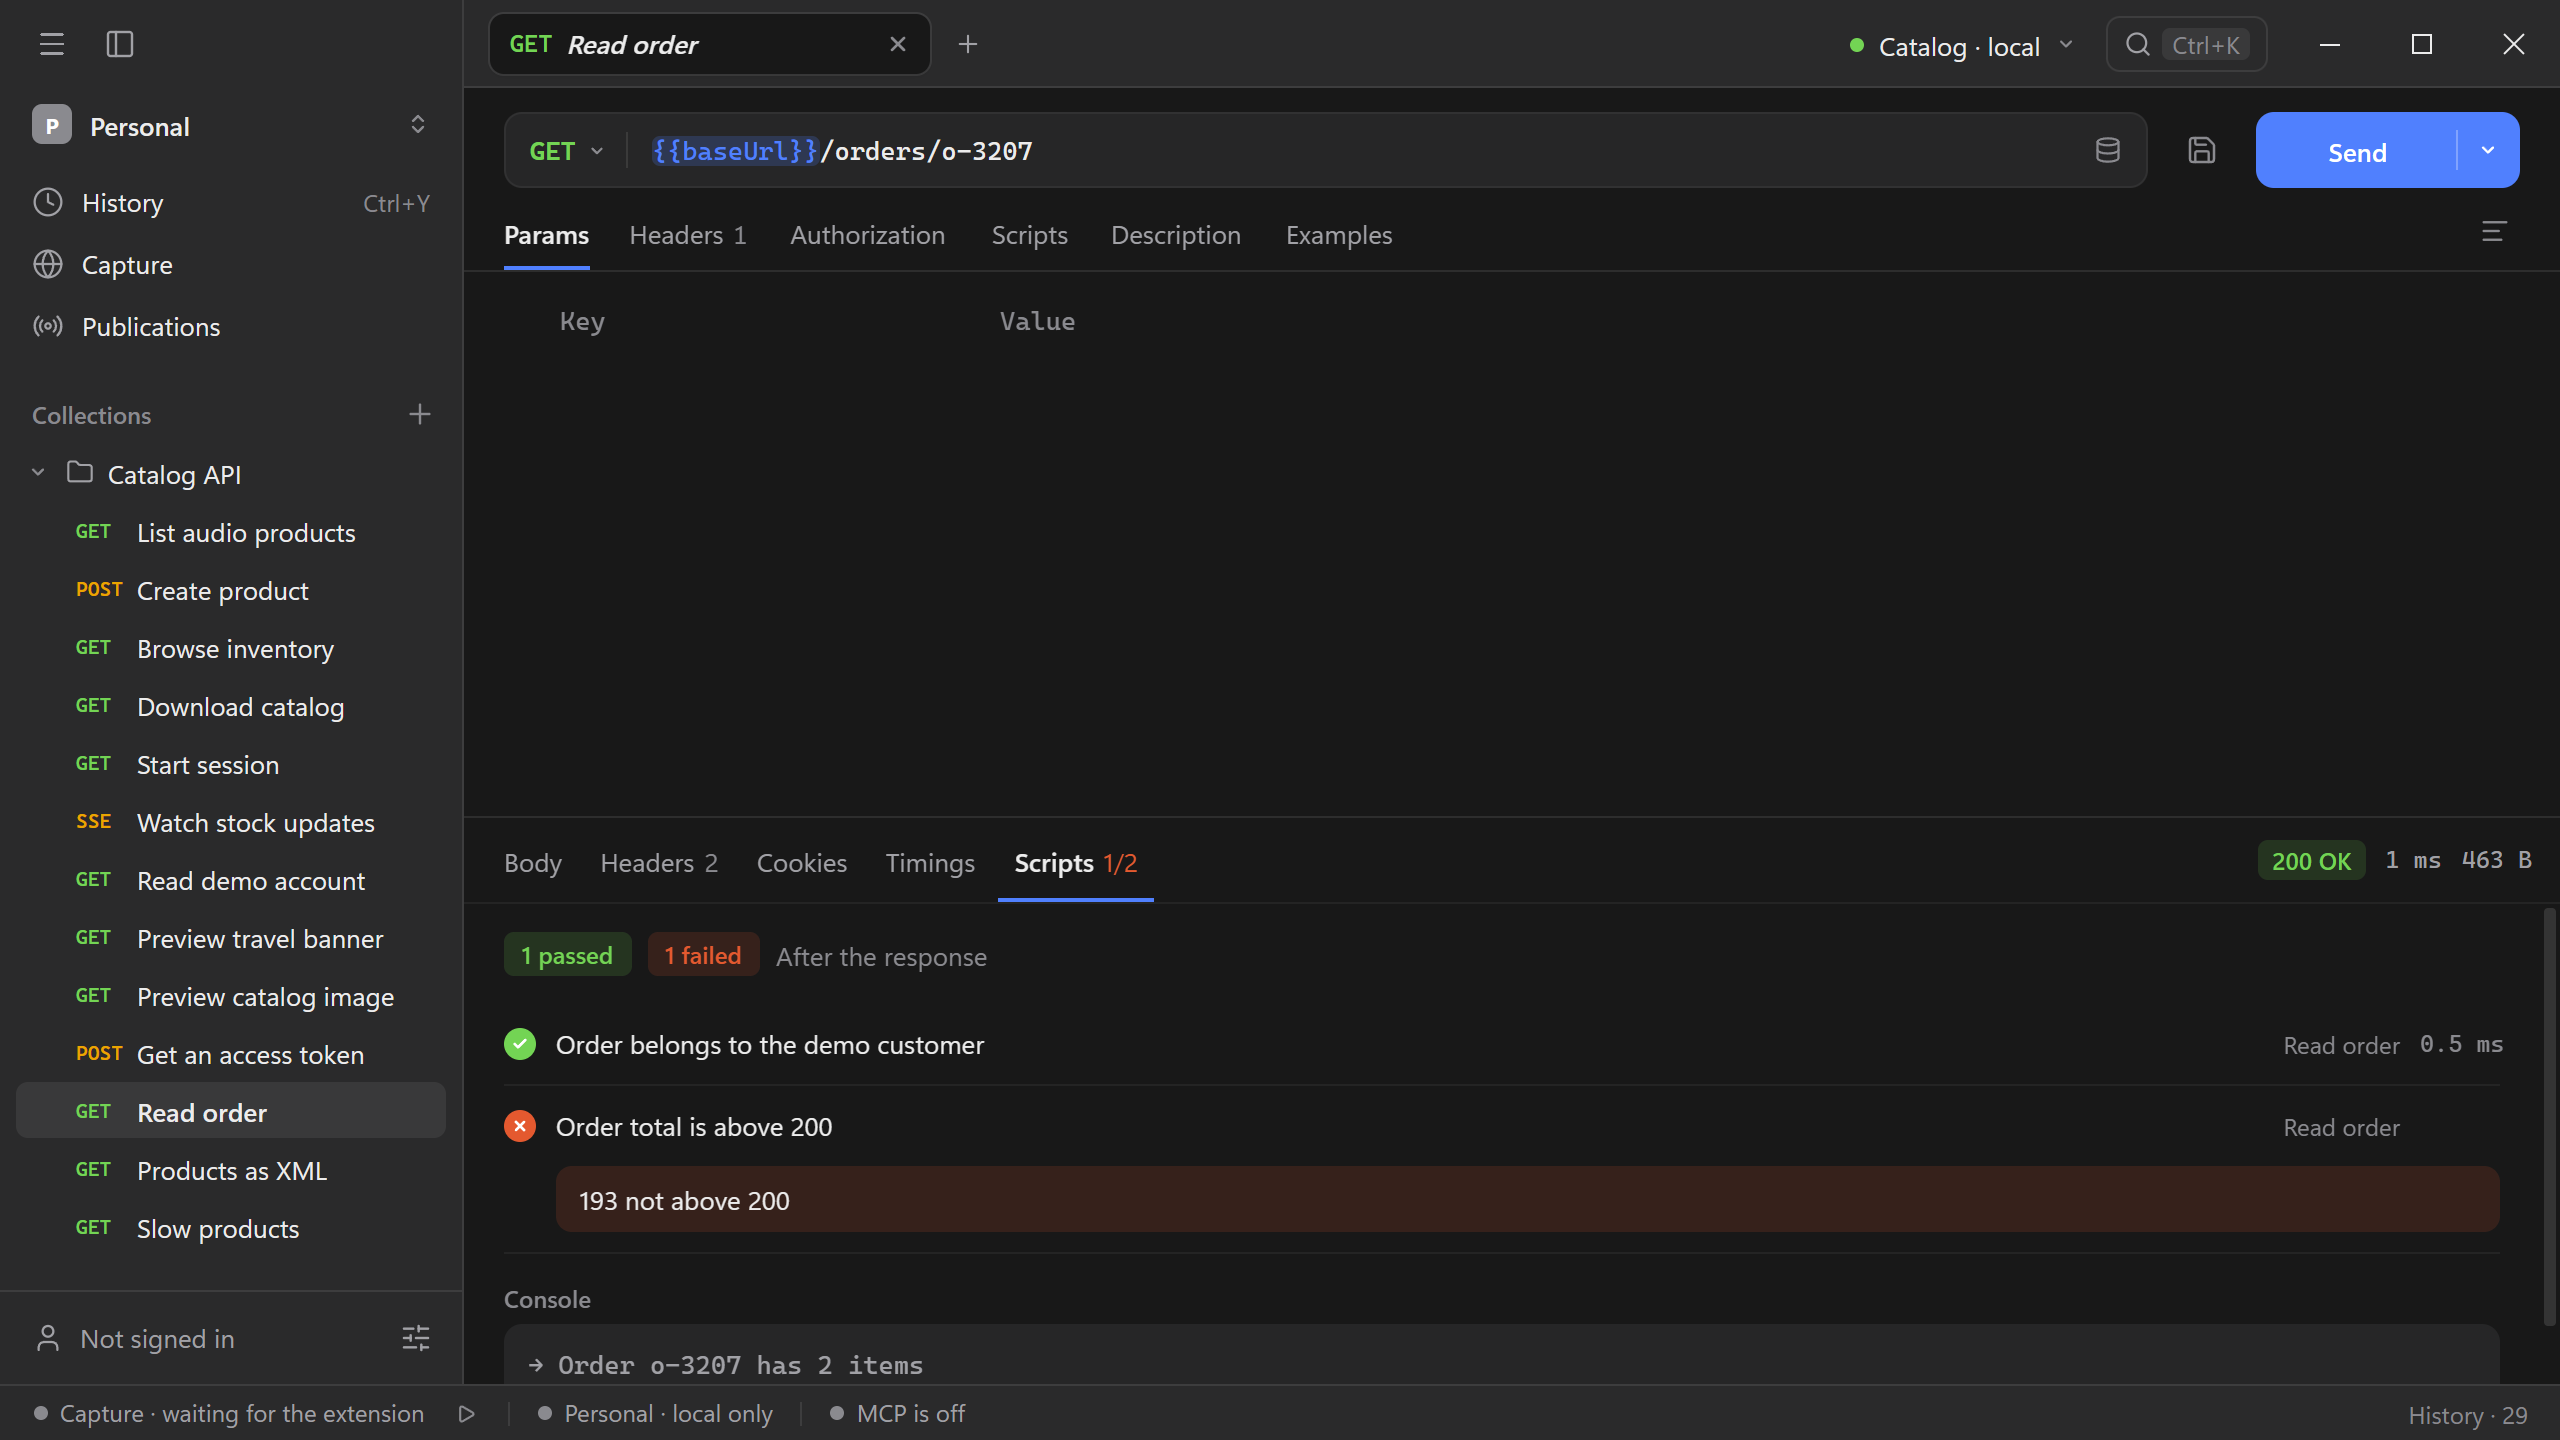 GET Read order
Catalog · local
Ctrl+K
P Personal
History Ctrl+Y
Capture
Publications
Collections
Catalog API
GET List audio products
POST Create product
GET Browse inventory
GET Download catalog
GET Start session
SSE Watch stock updates
GET Read demo account
GET Preview travel banner
GET Preview catalog image
POST Get an access token
GET Read order
GET Products as XML
GET Slow products
Not signed in
GET {{baseUrl}}/orders/o-3207
Send
Params Headers 1 Authorization Scripts Description Examples
Key Value
Body Headers 2 Cookies Timings Scripts 1/2
200 OK 1 ms 463 B
1 passed 1 failed After the response
Order belongs to the demo customer Read order 0.5 ms
Order total is above 200 Read order
193 not above 200
Console
→ Order o-3207 has 2 items
Capture · waiting for the extension Personal · local only MCP is off History · 29